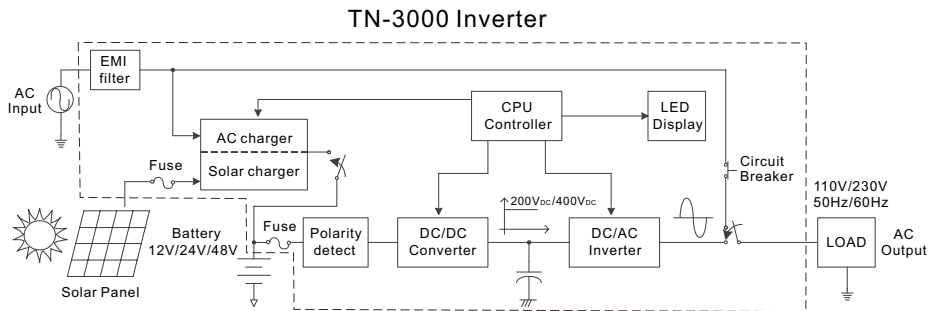 TN-3000 Inverter
EMI
filter
AC
Input
AC charger
Solar charger
CPU
Controller
LED
Display
Fuse
Circuit
Breaker
110V/230V
50Hz/60Hz
200VDC/400VDC
Battery
12V/24V/48V
Fuse
Polarity
detect
DC/DC
Converter
DC/AC
Inverter
LOAD
AC
Output
Solar Panel